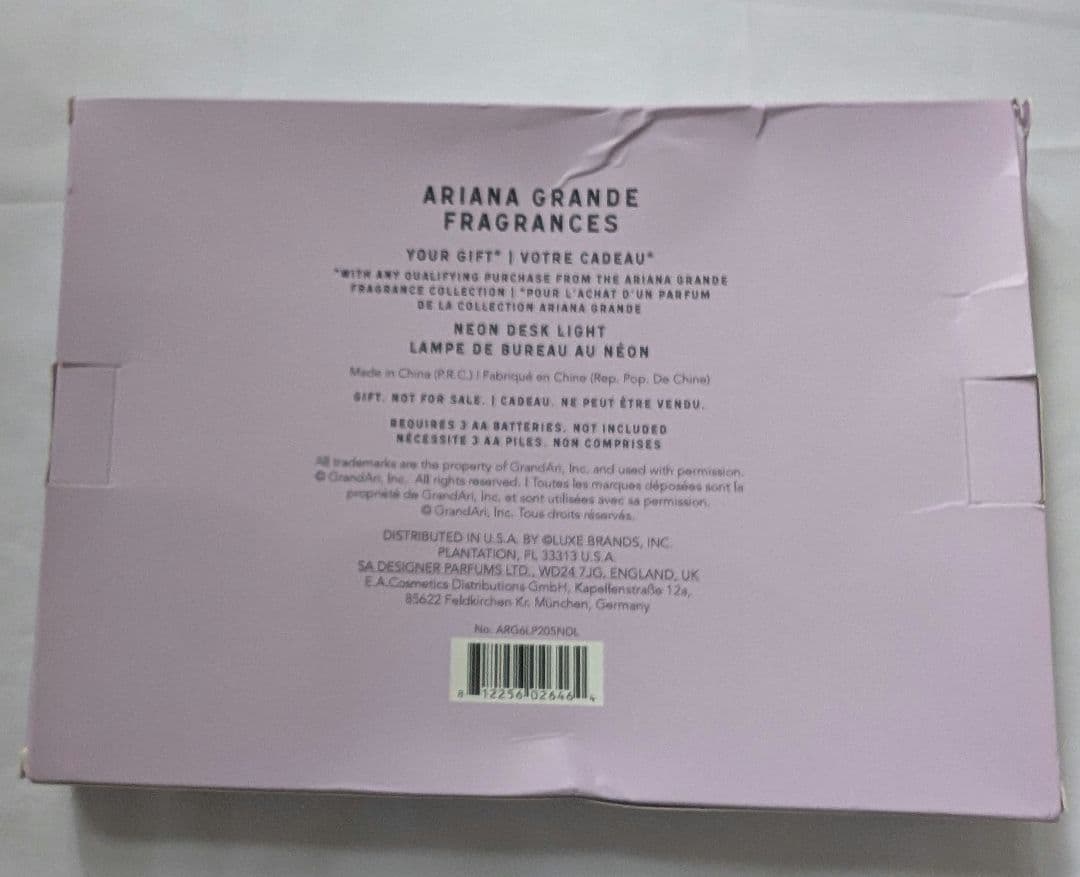 ARIANA GRANDE
FRAGRANCES
YOUR GIFT* | VOTRE CADEAU*
*WITH ANY QUALIFYING PURCHASE FROM THE ARIANA GRANDE
FRAGRANCE COLLECTION | *POUR L'ACHAT D'UN PARFUM
DE LA COLLECTION ARIANA GRANDE
NEON DESK LIGHT
LAMPE DE BUREAU AU NÉON
Made in China (P.R.C.) | Fabriqué en Chine (Rep. Pop. De Chine)
GIFT. NOT FOR SALE. | CADEAU. NE PEUT ÊTRE VENDU.
REQUIRES 3 AA BATTERIES. NOT INCLUDED
NÉCESSITE 3 AA PILES. NON COMPRISES
All trademarks are the property of GrandAri, Inc. and used with permission.
© GrandAri, Inc. All rights reserved. | Toutes les marques déposées sont la
propriété de GrandAri, Inc. et sont utilisées avec sa permission.
© GrandAri, Inc. Tous droits réservés.
DISTRIBUTED IN U.S.A. BY ©LUXE BRANDS, INC.
PLANTATION, FL 33313 U.S.A.
SA DESIGNER PARFUMS LTD., WD24 7JG, ENGLAND, UK
E.A.Cosmetics Distributions GmbH, Kapellenstraße 12a,
85622 Feldkirchen Kr. München, Germany
No. ARG6LP205NDL
8 12256 02646 4